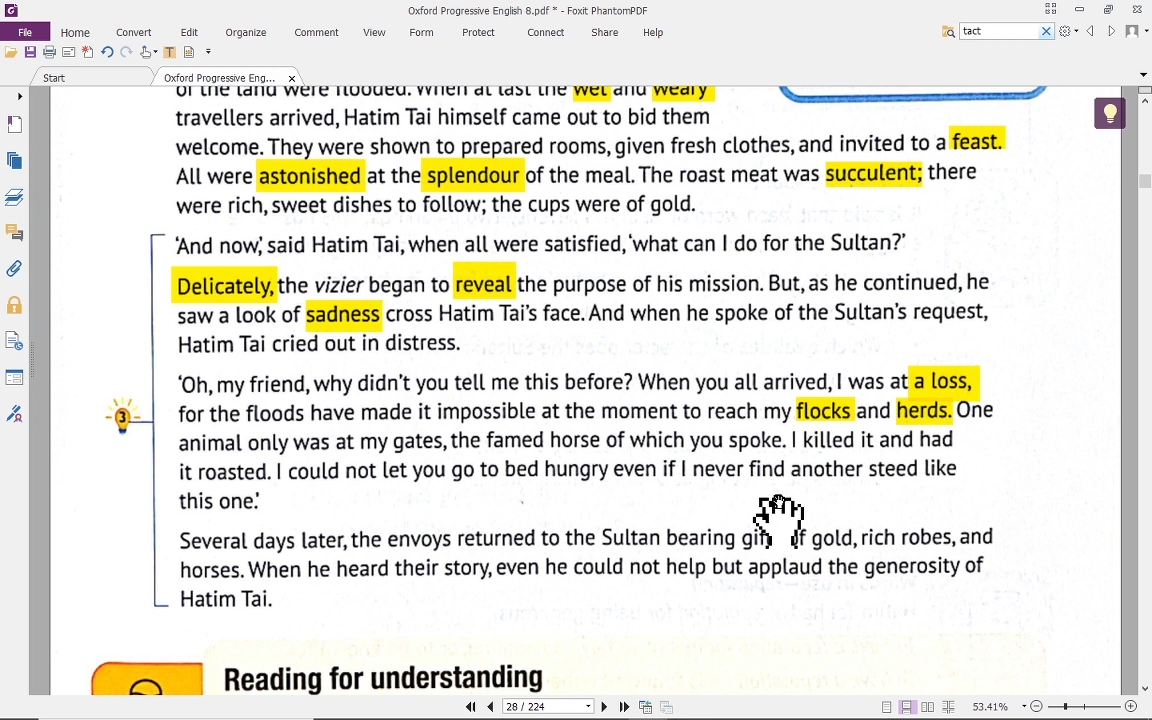 Oxford Progressive English 8.pdf * - Foxit PhantomPDF
File Home Convert Edit Organize Comment View Form Protect Connect Share Help
tact
Start Oxford Progressive Eng...
of the land were flooded. When at last the wet and weary
travellers arrived, Hatim Tai himself came out to bid them
welcome. They were shown to prepared rooms, given fresh clothes, and invited to a feast.
All were astonished at the splendour of the meal. The roast meat was succulent; there
were rich, sweet dishes to follow; the cups were of gold.
‘And now,’ said Hatim Tai, when all were satisfied, ‘what can I do for the Sultan?’
Delicately, the vizier began to reveal the purpose of his mission. But, as he continued, he
saw a look of sadness cross Hatim Tai’s face. And when he spoke of the Sultan’s request,
Hatim Tai cried out in distress.
‘Oh, my friend, why didn’t you tell me this before? When you all arrived, I was at a loss,
for the floods have made it impossible at the moment to reach my flocks and herds. One
3
animal only was at my gates, the famed horse of which you spoke. I killed it and had
it roasted. I could not let you go to bed hungry even if I never find another steed like
this one.’
Several days later, the envoys returned to the Sultan bearing of gold, rich robes, and
horses. When he heard their story, even he could not help but applaud the generosity of
Hatim Tai.
Reading for understanding
28 / 224
53.41%